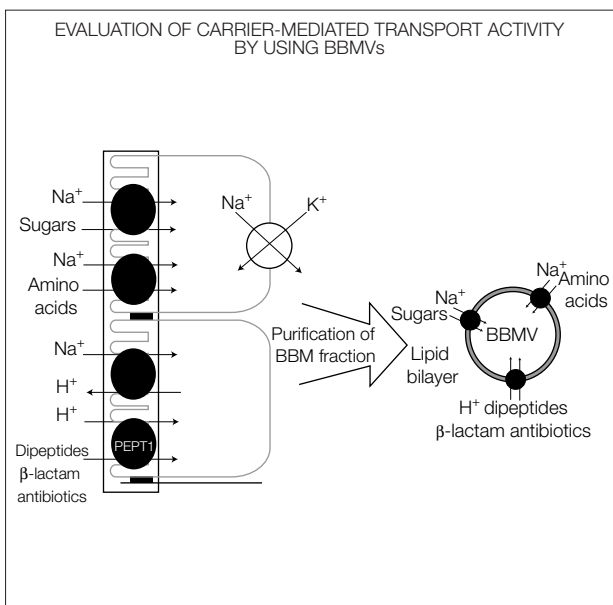 EVALUATION OF CARRIER-MEDIATED TRANSPORT ACTIVITY
BY USING BBMVs
Na⁺
Sugars
Na⁺
Amino
acids
Na⁺
H⁺
H⁺
PEPT1
Dipeptides
β-lactam
antibiotics
Na⁺
K⁺
Purification of
BBM fraction
Lipid
bilayer
Na⁺
Sugars
Na⁺
Amino
acids
BBMV
H⁺ dipeptides
β-lactam antibiotics